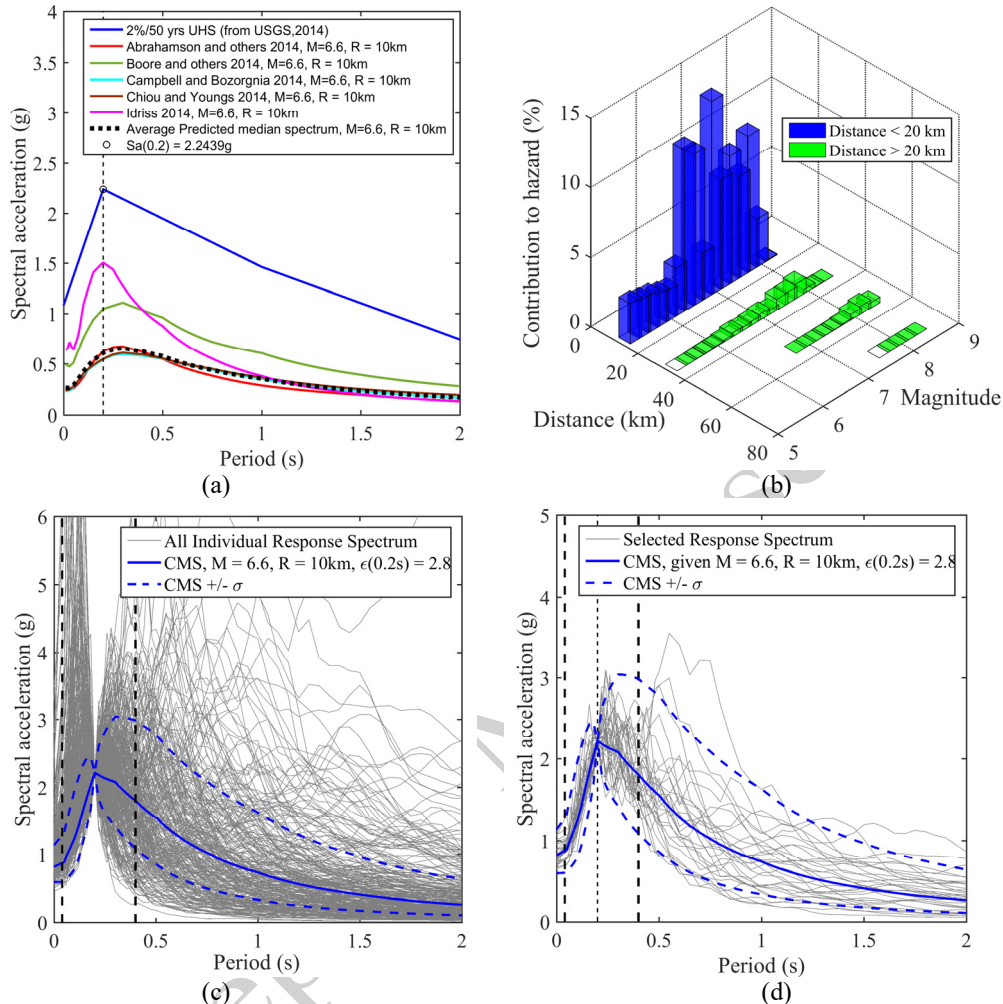 4
3.5
3
2.5
2
1.5
1
0.5
0
Spectral acceleration (g)
2%/50 yrs UHS (from USGS,2014)
Abrahamson and others 2014, M=6.6, R = 10km
Boore and others 2014, M=6.6, R = 10km
Campbell and Bozorgnia 2014, M=6.6, R = 10km
Chiou and Youngs 2014, M=6.6, R = 10km
Idriss 2014, M=6.6, R = 10km
Average Predicted median spectrum, M=6.6, R = 10km
Sa(0.2) = 2.2439g
0 0.5 1 1.5 2
Period (s)
(a)
15
10
5
0
Contribution to hazard (%)
Distance < 20 km
Distance > 20 km
0
20
40
60
80
Distance (km)
5
6
7
8
9
Magnitude
(b)
6
5
4
3
2
1
0
Spectral acceleration (g)
All Individual Response Spectrum
CMS, M = 6.6, R = 10km, ϵ(0.2s) = 2.8
CMS +/- σ
0 0.5 1 1.5 2
Period (s)
(c)
5
4
3
2
1
0
Spectral acceleration (g)
Selected Response Spectrum
CMS, given M = 6.6, R = 10km, ϵ(0.2s) = 2.8
CMS +/- σ
0 0.5 1 1.5 2
Period (s)
(d)